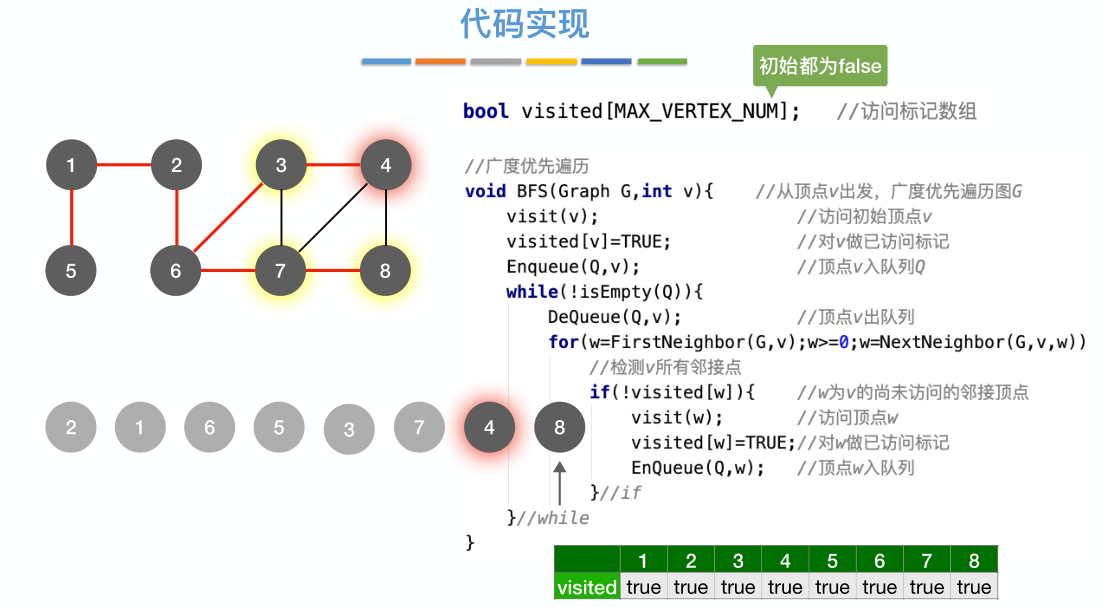 代码实现
初始都为false
bool visited[MAX_VERTEX_NUM]; //访问标记数组
//广度优先遍历
void BFS(Graph G,int v){ //从顶点v出发，广度优先遍历图G
visit(v); //访问初始顶点v
visited[v]=TRUE; //对v做已访问标记
Enqueue(Q,v); //顶点v入队列Q
while(!isEmpty(Q)){
DeQueue(Q,v); //顶点v出队列
for(w=FirstNeighbor(G,v);w>=0;w=NextNeighbor(G,v,w))
//检测v所有邻接点
if(!visited[w]){ //w为v的尚未访问的邻接顶点
visit(w); //访问顶点w
visited[w]=TRUE;//对w做已访问标记
EnQueue(Q,w); //顶点w入队列
}//if
}//while
}
1 2 3 4
5 6 7 8
2 1 6 5 3 7 4 8
1 2 3 4 5 6 7 8
visited true true true true true true true true